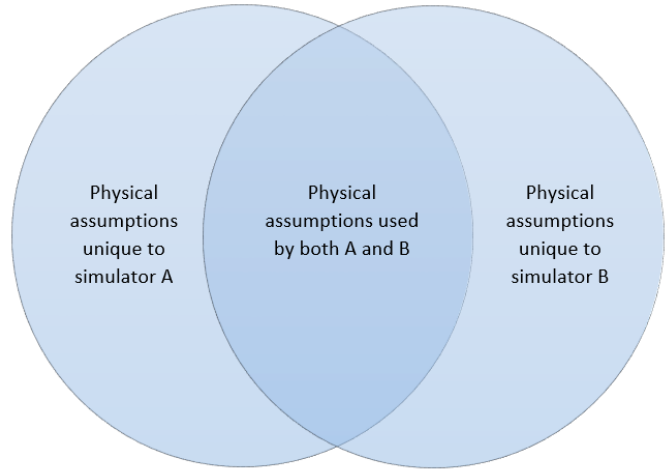 Physical
assumptions
unique to
simulator A
Physical
assumptions used
by both A and B
Physical
assumptions
unique to
simulator B